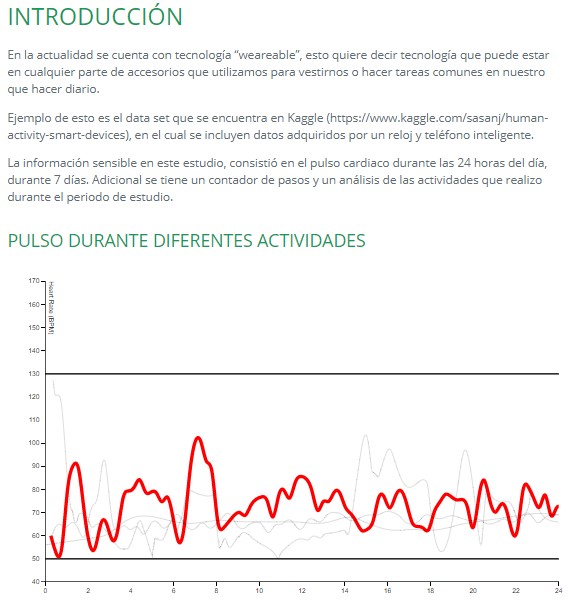 INTRODUCCIÓN
En la actualidad se cuenta con tecnología “weareable”, esto quiere decir tecnología que puede estar
en cualquier parte de accesorios que utilizamos para vestirnos o hacer tareas comunes en nuestro
que hacer diario.
Ejemplo de esto es el data set que se encuentra en Kaggle (https://www.kaggle.com/sasanj/human-
activity-smart-devices), en el cual se incluyen datos adquiridos por un reloj y teléfono inteligente.
La información sensible en este estudio, consistió en el pulso cardiaco durante las 24 horas del día,
durante 7 días. Adicional se tiene un contador de pasos y un análisis de las actividades que realizo
durante el periodo de estudio.
PULSO DURANTE DIFERENTES ACTIVIDADES
Heart Rate (BPM)
170
160
150
140
130
120
110
100
90
80
70
60
50
40
0 2 4 6 8 10 12 14 16 18 20 22 24